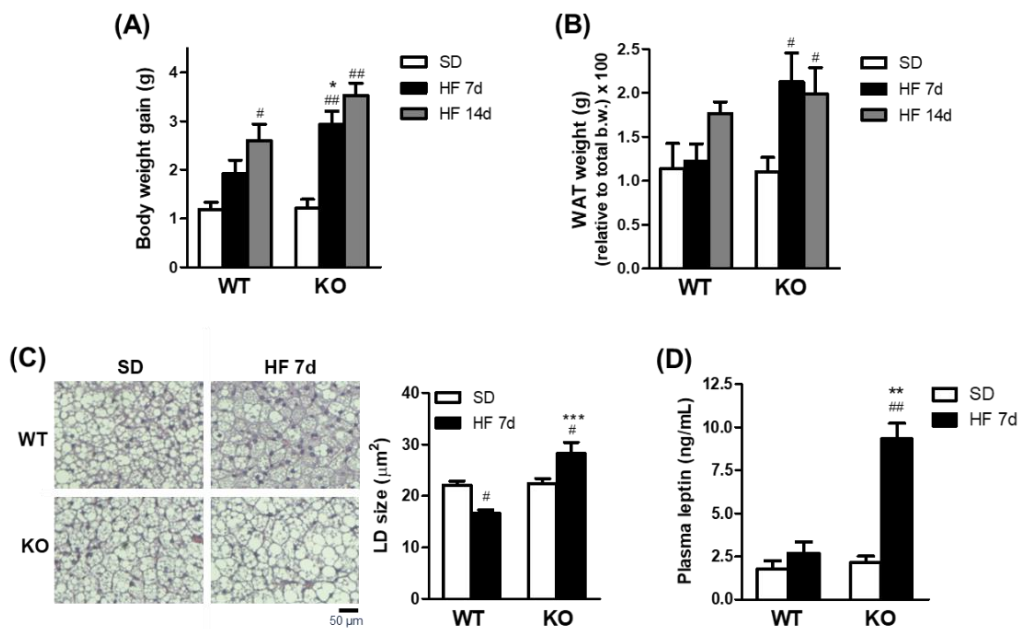 (A)
Body weight gain (g)
4
3
2
1
0
#
*
##
##
WT
KO
SD
HF 7d
HF 14d
(B)
WAT weight (g)
(relative to total b.w.) x 100
2.5
2.0
1.5
1.0
0.5
0.0
#
#
WT
KO
SD
HF 7d
HF 14d
(C)
SD
HF 7d
WT
KO
50 µm
LD size (µm²)
40
30
20
10
0
SD
HF 7d
#
***
#
WT
KO
(D)
Plasma leptin (ng/mL)
12.5
10.0
7.5
5.0
2.5
0.0
**
##
WT
KO
SD
HF 7d